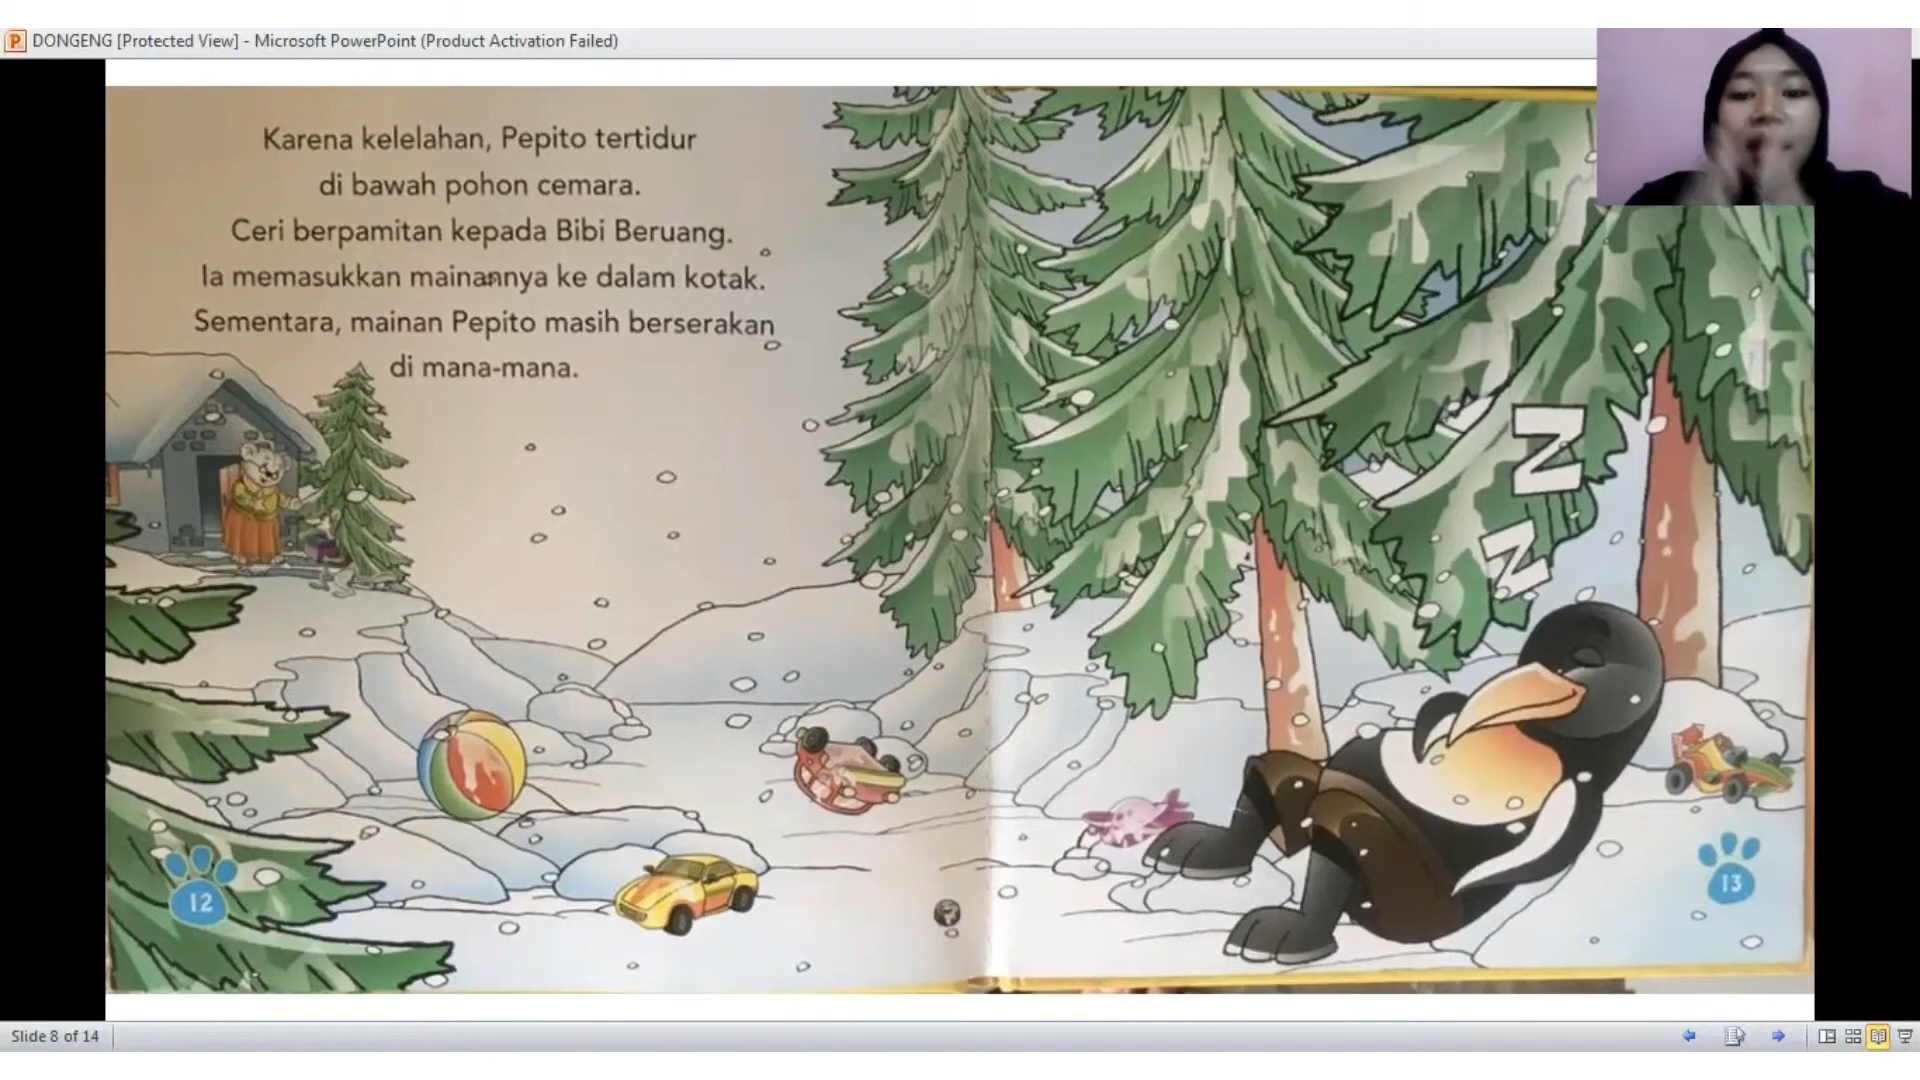 DONGENG [Protected View] - Microsoft PowerPoint (Product Activation Failed)
Karena kelelahan, Pepito tertidur
di bawah pohon cemara.
Ceri berpamitan kepada Bibi Beruang.
Ia memasukkan mainannya ke dalam kotak.
Sementara, mainan Pepito masih berserakan
di mana-mana.
Z
Z
12
13
Slide 8 of 14